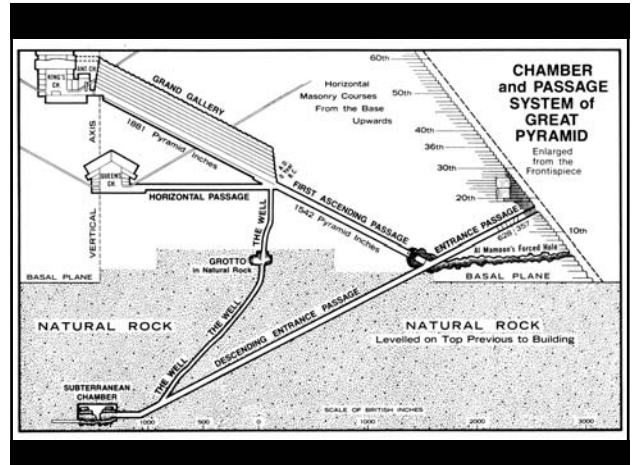 60th
50th
40th
36th
30th
20th
10th
CHAMBER
and PASSAGE
SYSTEM of
GREAT
PYRAMID
Enlarged
from the
Frontispiece
Horizontal
Masonry Courses
From the Base
Upwards
ANT CH.
KING'S
CH.
GRAND GALLERY
1881 Pyramid Inches
AXIS
VERTICAL
QUEENS
CH.
HORIZONTAL PASSAGE
FIRST ASCENDING PASSAGE
1542 Pyramid Inches
ENTRANCE PASSAGE
Al Mamoon's Forced Hole
THE WELL
GROTTO
in Natural Rock
BASAL PLANE
BASAL PLANE
NATURAL ROCK
NATURAL ROCK
Levelled on Top Previous to Building
THE WELL
THE WELL
DESCENDING ENTRANCE PASSAGE
SUBTERRANEAN
CHAMBER
SCALE OF BRITISH INCHES
1000 500 0 1000 2000 3000